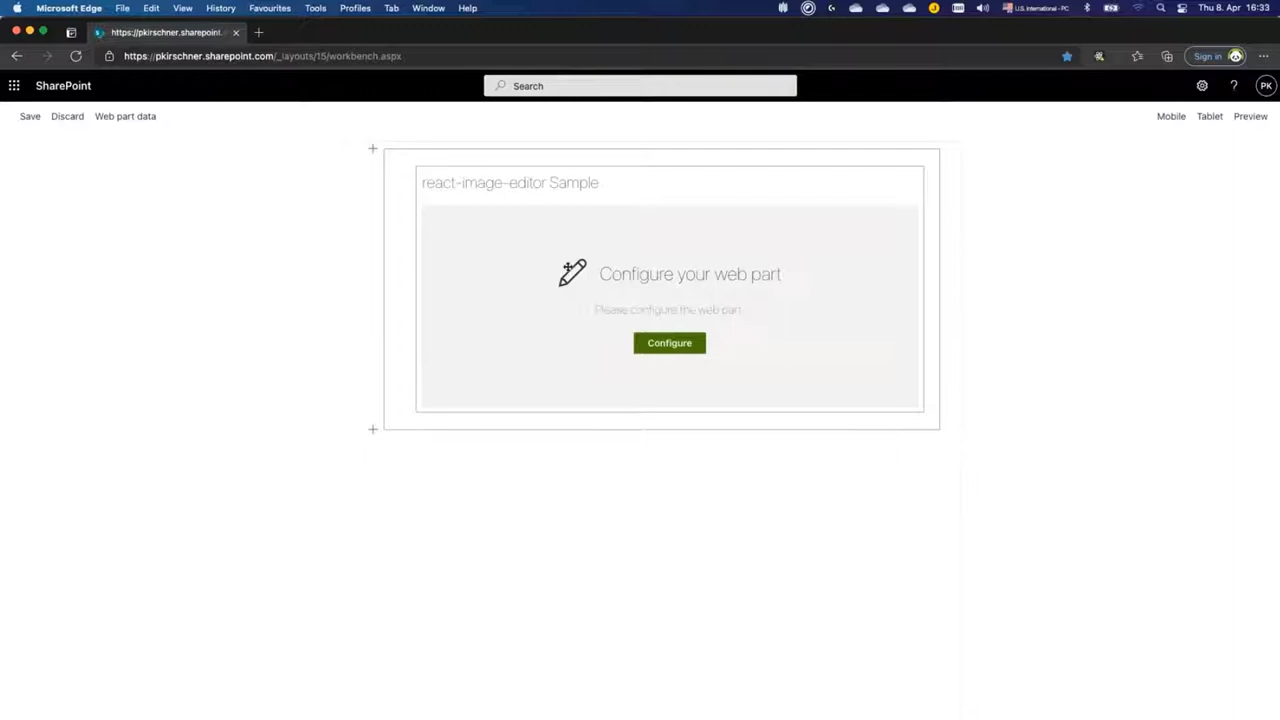 Microsoft Edge File Edit View History Favourites Tools Profiles Tab Window Help U.S. International - PC Thu 8. Apr 16:33
https://pkirschner.sharepoint.
https://pkirschner.sharepoint.com/_layouts/15/workbench.aspx Sign in
SharePoint Search ? PK
Save Discard Web part data Mobile Tablet Preview
react-image-editor Sample
Configure your web part
Please configure the web part
Configure